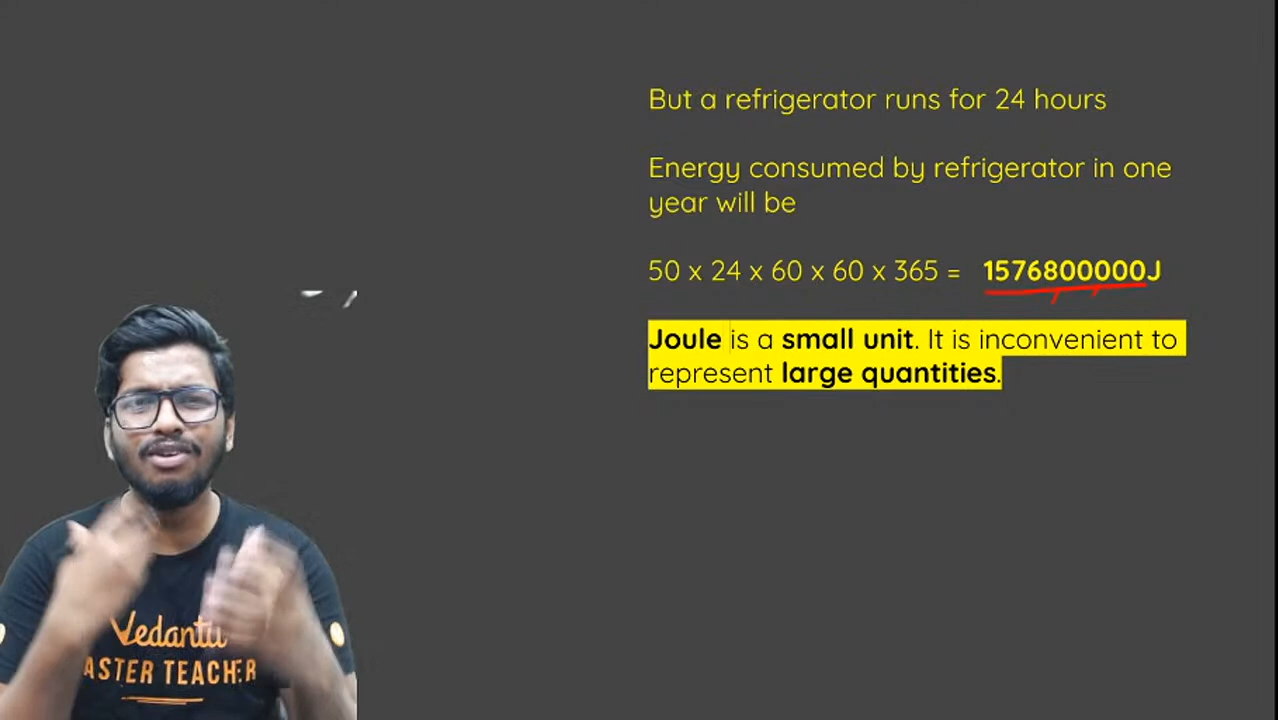 But a refrigerator runs for 24 hours
Energy consumed by refrigerator in one
year will be
50 x 24 x 60 x 60 x 365 = 1576800000J
Joule is a small unit. It is inconvenient to
represent large quantities.
Vedantu
ASTER TEACHER